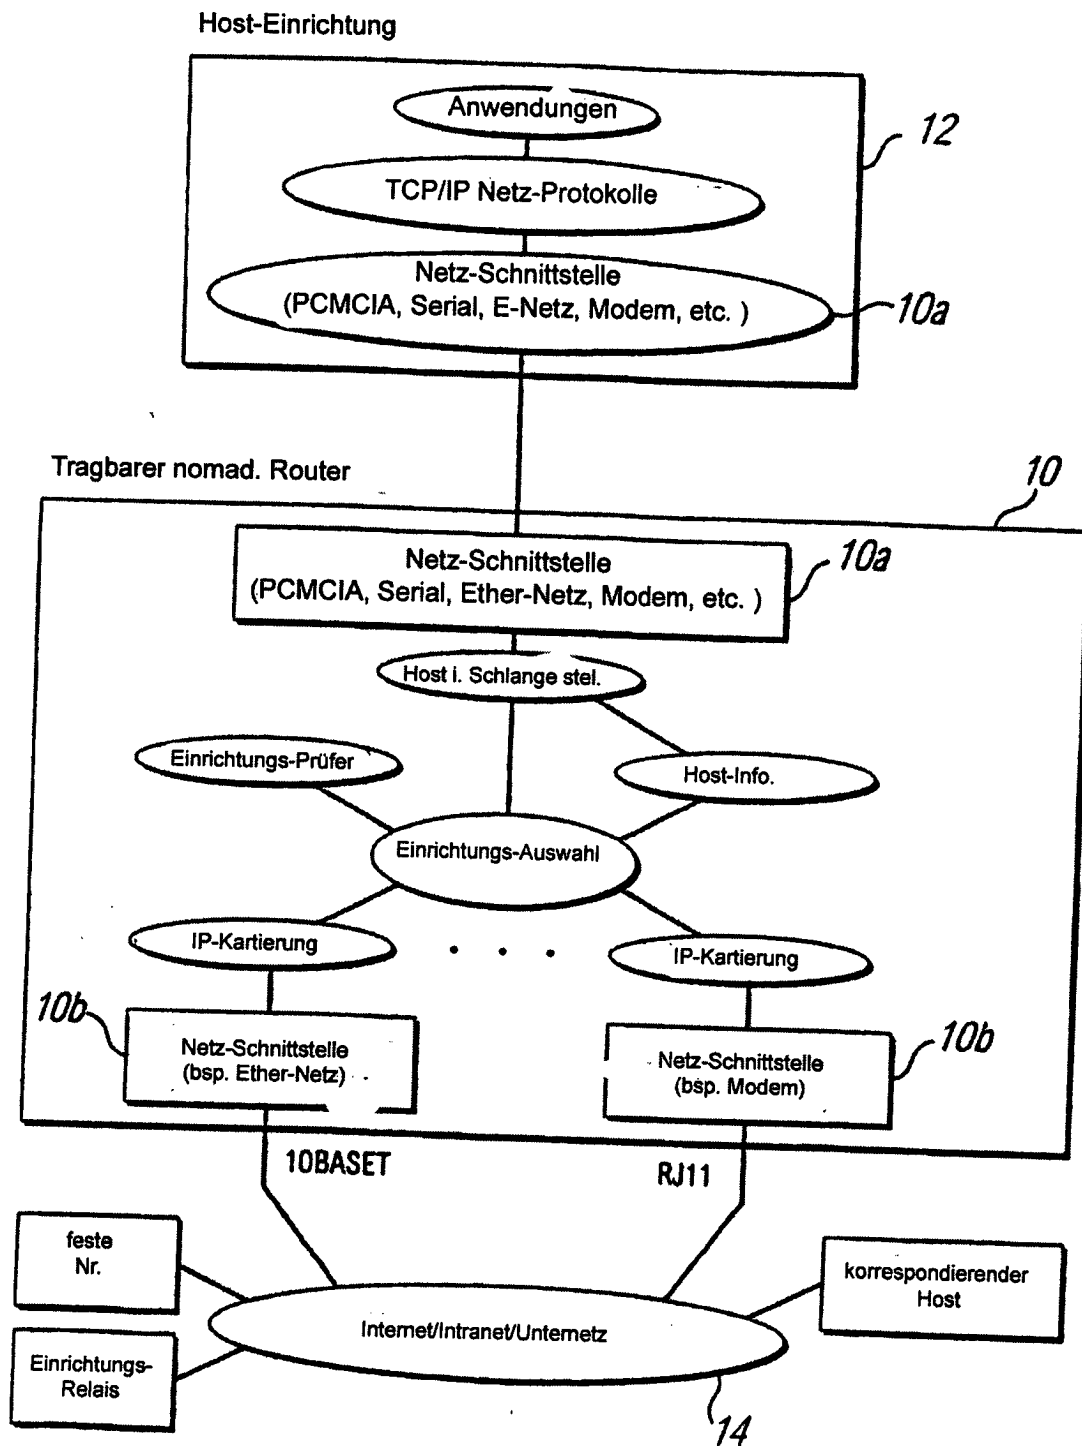 Host-Einrichtung
Anwendungen
12
TCP/IP Netz-Protokolle
Netz-Schnittstelle
(PCMCIA, Serial, E-Netz, Modem, etc. )
10a
Tragbarer nomad. Router
10
Netz-Schnittstelle
(PCMCIA, Serial, Ether-Netz, Modem, etc. )
10a
Host i. Schlange stel.
Einrichtungs-Prüfer
Host-Info.
Einrichtungs-Auswahl
IP-Kartierung
. . .
IP-Kartierung
10b
Netz-Schnittstelle
(bsp. Ether-Netz)
Netz-Schnittstelle
(bsp. Modem)
10b
10BASET
RJ11
feste
Nr.
korrespondierender
Host
Internet/Intranet/Unternetz
Einrichtungs-
Relais
14